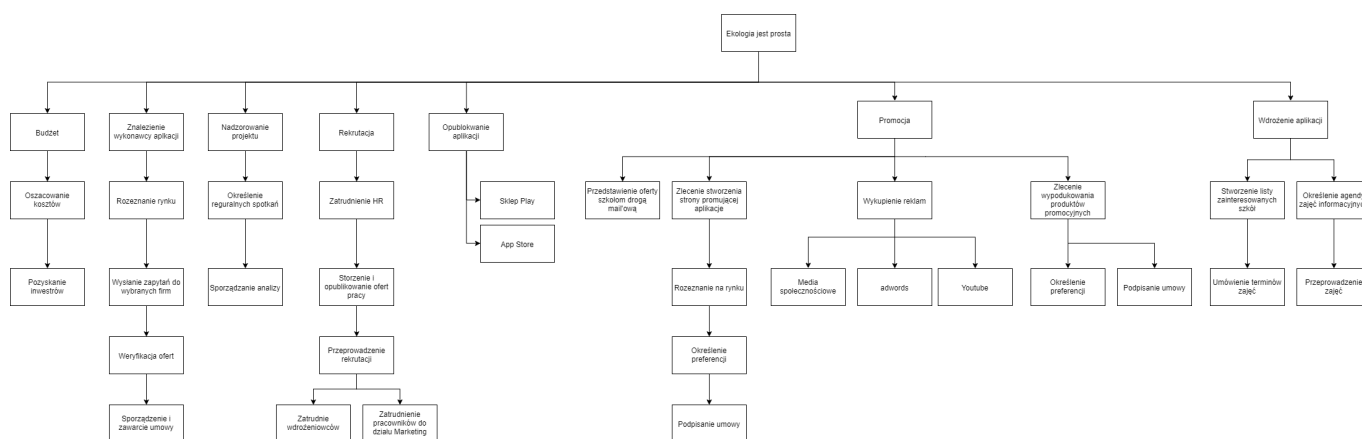 Ekologia jest prosta
Budżet
Znalezienie
wykonawcy aplkacji
Nadzorowanie
projektu
Rekrutacja
Opublokwanie
aplikacji
Promocja
Wdrożenie aplikacji
Oszacowanie
kosztów
Rozeznanie rynku
Określenie
reguralnych spotkań
Zatrudnienie HR
Sklep Play
Przedstawienie oferty
szkołom drogą
mail'ową
Zlecenie stworzenia
strony promującej
aplikacje
Wykupienie reklam
Zlecenie
wypodukowania
produktów
promocyjnych
Stworzenie listy
zainteresowanych
szkół
Określenie agendy
zajęć informacyjnych
App Store
Pozyskanie
inwestrów
Wysłanie zapytań do
wybranych firm
Sporządzanie analizy
Storzenie i
opublikowanie ofert
pracy
Rozeznanie na rynku
Media
społecznościowe
adwords
Youtube
Określenie
preferencji
Podpisanie umowy
Umówienie terminów
zajęć
Przeprowadzenie
zajęć
Weryfikacja ofert
Przeprowadzenie
rekrutacji
Określenie
preferencji
Sporządzenie i
zawarcie umowy
Zatrudnie
wdrożeniowców
Zatrudnienie
pracowników do
działu Marketing
Podpisanie umowy